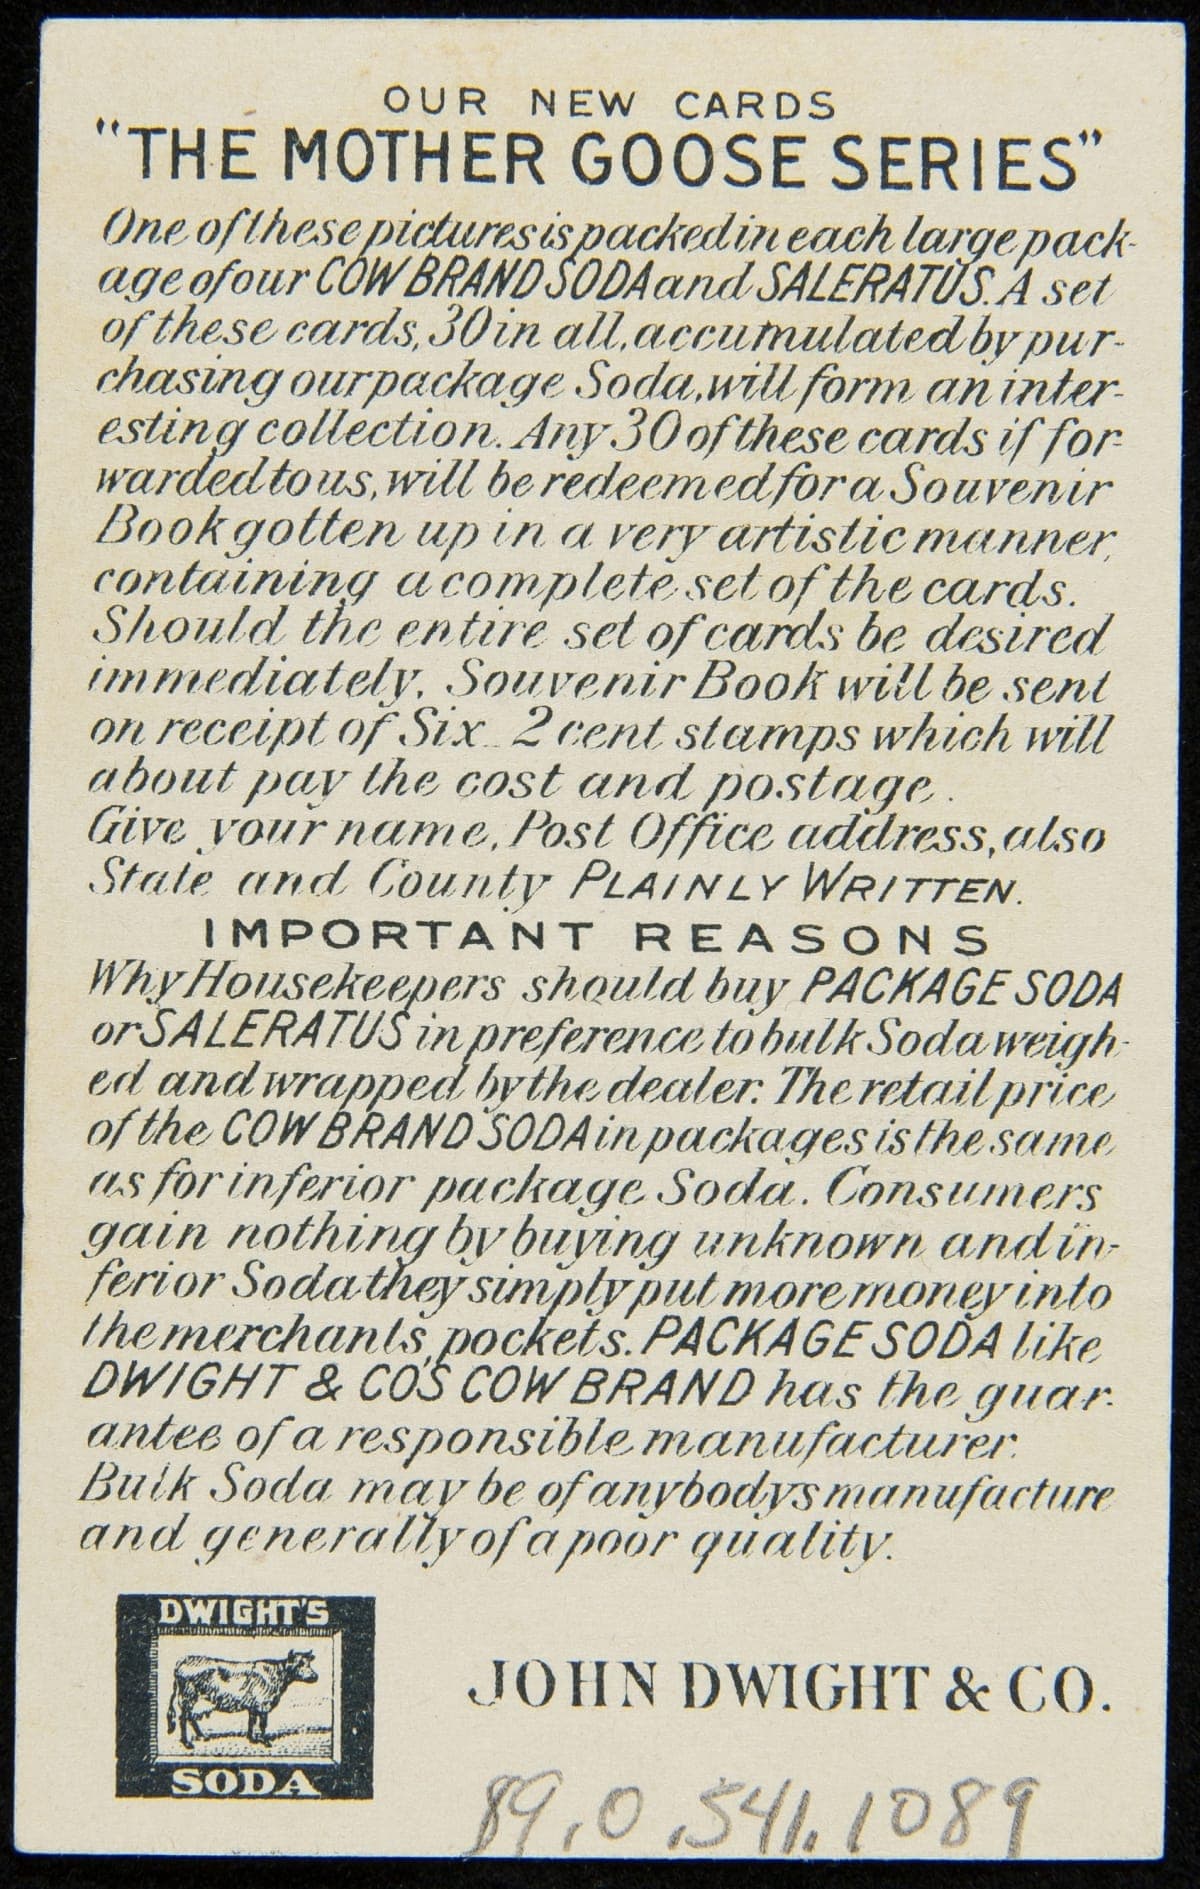 OUR NEW CARDS
"THE MOTHER GOOSE SERIES"
One of these pictures is packed in each large pack-
age of our COW BRAND SODA and SALERATUS. A set
of these cards, 30 in all, accumulated by pur-
chasing our package Soda, will form an inter-
esting collection. Any 30 of these cards if for-
warded to us, will be redeemed for a Souvenir
Book gotten up in a very artistic manner,
containing a complete set of the cards.
Should the entire set of cards be desired
immediately, Souvenir Book will be sent
on receipt of Six 2 cent stamps which will
about pay the cost and postage.
Give your name, Post Office address, also
State and County PLAINLY WRITTEN.
IMPORTANT REASONS
Why Housekeepers should buy PACKAGE SODA
or SALERATUS in preference to bulk Soda weigh-
ed and wrapped by the dealer. The retail price
of the COW BRAND SODA in packages is the same
as for inferior package Soda. Consumers
gain nothing by buying unknown and in-
ferior Soda they simply put more money into
the merchants, pockets. PACKAGE SODA like
DWIGHT & CO'S COW BRAND has the guar-
antee of a responsible manufacturer.
Bulk Soda may be of anybodys manufacture
and generally of a poor quality.
DWIGHT'S
SODA
JOHN DWIGHT & CO.
89.0.541.1089